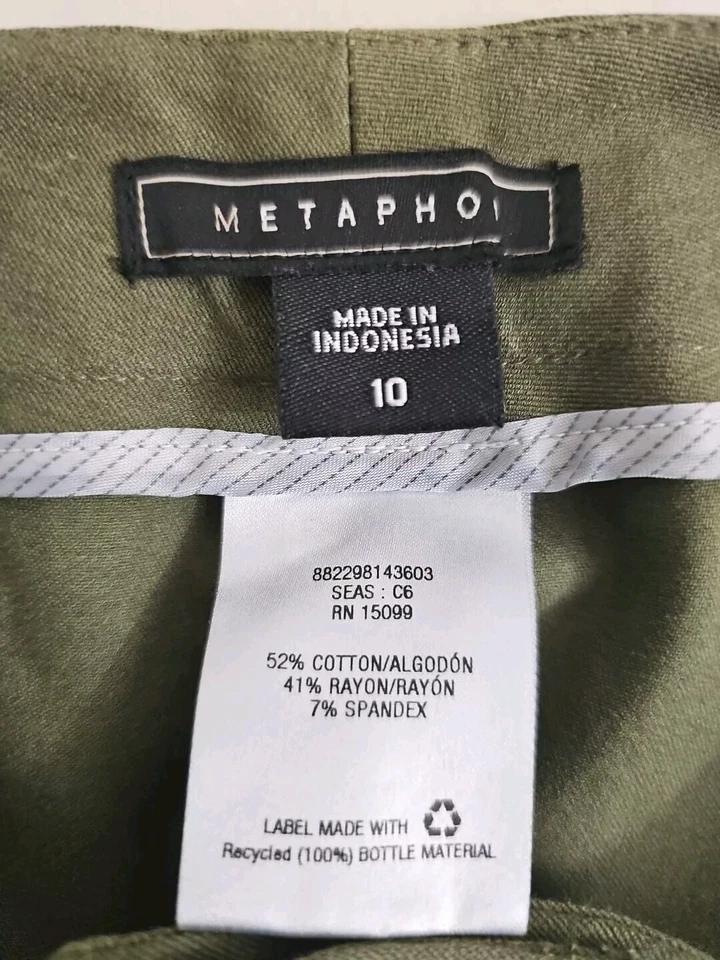 METAPHO
MADE IN
INDONESIA
10
882298143603
SEAS : C6
RN 15099
52% COTTON/ALGODÓN
41% RAYON/RAYÓN
7% SPANDEX
LABEL MADE WITH
Recycled (100%) BOTTLE MATERIAL